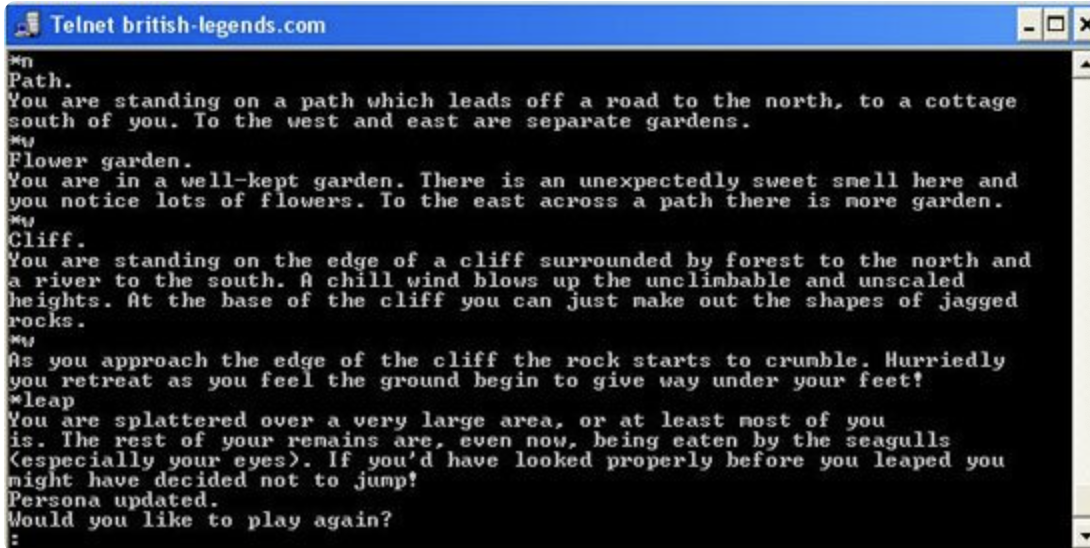 Telnet british-legends.com
*n
Path.
You are standing on a path which leads off a road to the north, to a cottage
south of you. To the west and east are separate gardens.
*w
Flower garden.
You are in a well-kept garden. There is an unexpectedly sweet smell here and
you notice lots of flowers. To the east across a path there is more garden.
*w
Cliff.
You are standing on the edge of a cliff surrounded by forest to the north and
a river to the south. A chill wind blows up the unclimbable and unscaled
heights. At the base of the cliff you can just make out the shapes of jagged
rocks.
*w
As you approach the edge of the cliff the rock starts to crumble. Hurriedly
you retreat as you feel the ground begin to give way under your feet!
*leap
You are splattered over a very large area, or at least most of you
is. The rest of your remains are, even now, being eaten by the seagulls
(especially your eyes). If you'd have looked properly before you leaped you
might have decided not to jump!
Persona updated.
Would you like to play again?
: